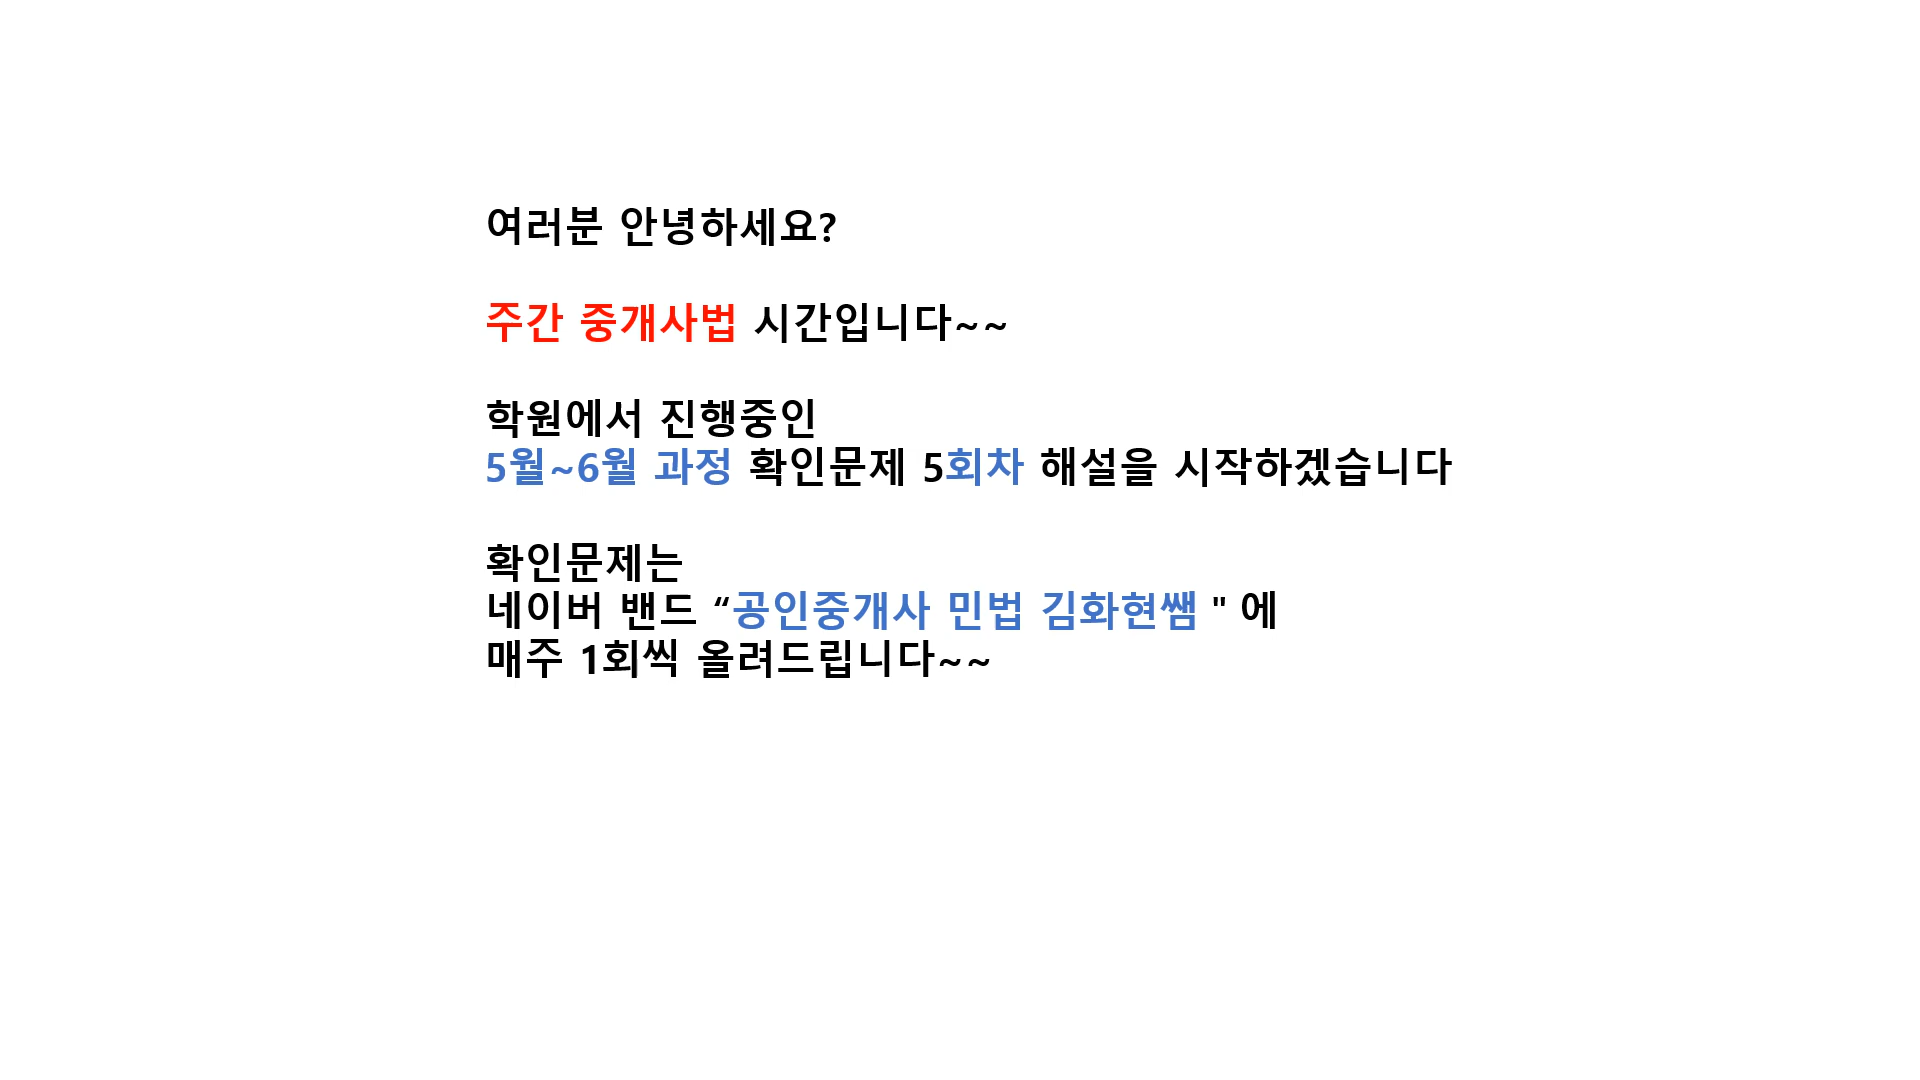 여러분 안녕하세요?
주간 중개사법 시간입니다~~
학원에서 진행중인
5월~6월 과정 확인문제 5회차 해설을 시작하겠습니다
확인문제는
네이버 밴드 “공인중개사 민법 김화현쌤 " 에
매주 1회씩 올려드립니다~~